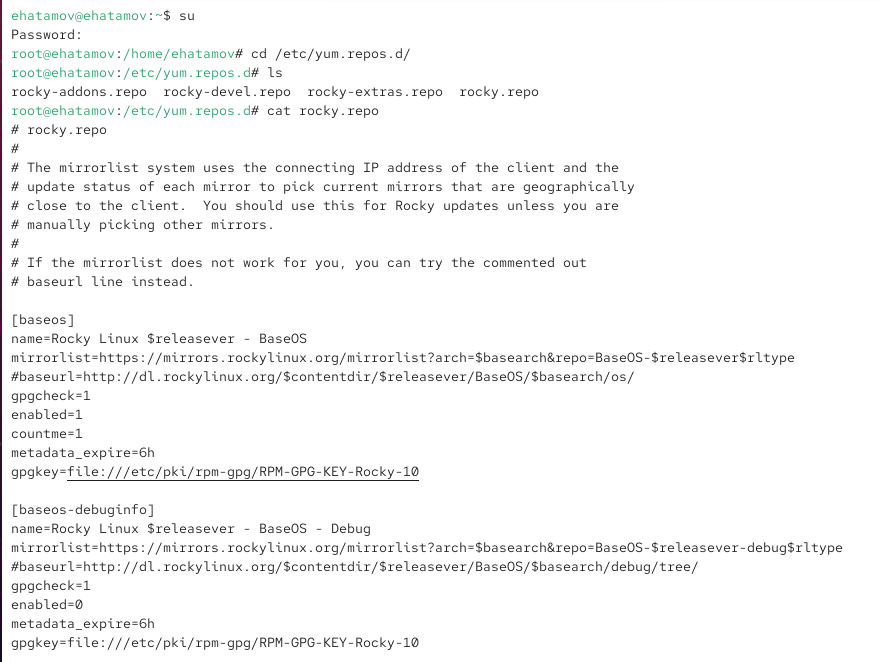 ehatamov@ehatamov:~$ su
Password:
root@ehatamov:/home/ehatamov# cd /etc/yum.repos.d/
root@ehatamov:/etc/yum.repos.d# ls
rocky-addons.repo  rocky-devel.repo  rocky-extras.repo  rocky.repo
root@ehatamov:/etc/yum.repos.d# cat rocky.repo
# rocky.repo
#
# The mirrorlist system uses the connecting IP address of the client and the
# update status of each mirror to pick current mirrors that are geographically
# close to the client.  You should use this for Rocky updates unless you are
# manually picking other mirrors.
#
# If the mirrorlist does not work for you, you can try the commented out
# baseurl line instead.

[baseos]
name=Rocky Linux $releasever - BaseOS
mirrorlist=https://mirrors.rockylinux.org/mirrorlist?arch=$basearch&repo=BaseOS-$releasever$rltype
#baseurl=http://dl.rockylinux.org/$contentdir/$releasever/BaseOS/$basearch/os/
gpgcheck=1
enabled=1
countme=1
metadata_expire=6h
gpgkey=file:///etc/pki/rpm-gpg/RPM-GPG-KEY-Rocky-10

[baseos-debuginfo]
name=Rocky Linux $releasever - BaseOS - Debug
mirrorlist=https://mirrors.rockylinux.org/mirrorlist?arch=$basearch&repo=BaseOS-$releasever-debug$rltype
#baseurl=http://dl.rockylinux.org/$contentdir/$releasever/BaseOS/$basearch/debug/tree/
gpgcheck=1
enabled=0
metadata_expire=6h
gpgkey=file:///etc/pki/rpm-gpg/RPM-GPG-KEY-Rocky-10